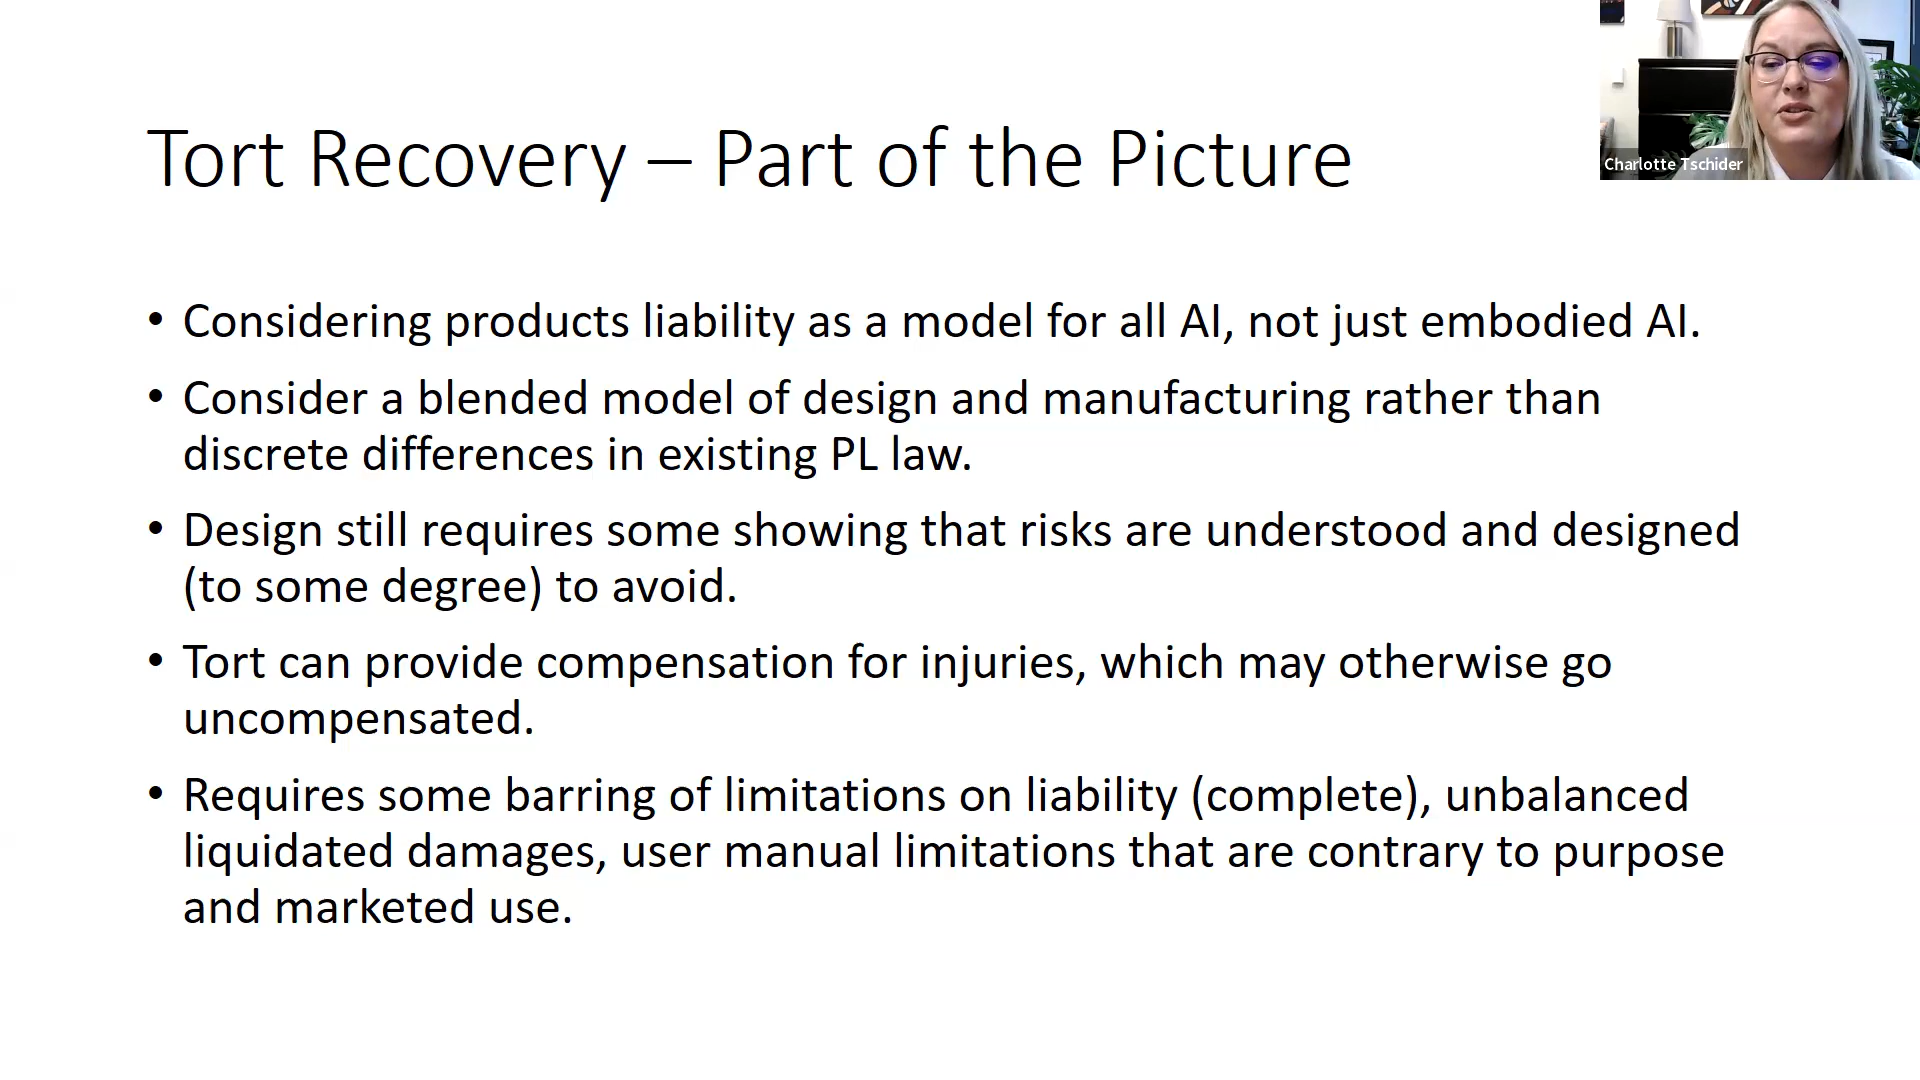 Charlotte Tschider
Tort Recovery – Part of the Picture
• Considering products liability as a model for all AI, not just embodied AI.
• Consider a blended model of design and manufacturing rather than
discrete differences in existing PL law.
• Design still requires some showing that risks are understood and designed
(to some degree) to avoid.
• Tort can provide compensation for injuries, which may otherwise go
uncompensated.
• Requires some barring of limitations on liability (complete), unbalanced
liquidated damages, user manual limitations that are contrary to purpose
and marketed use.